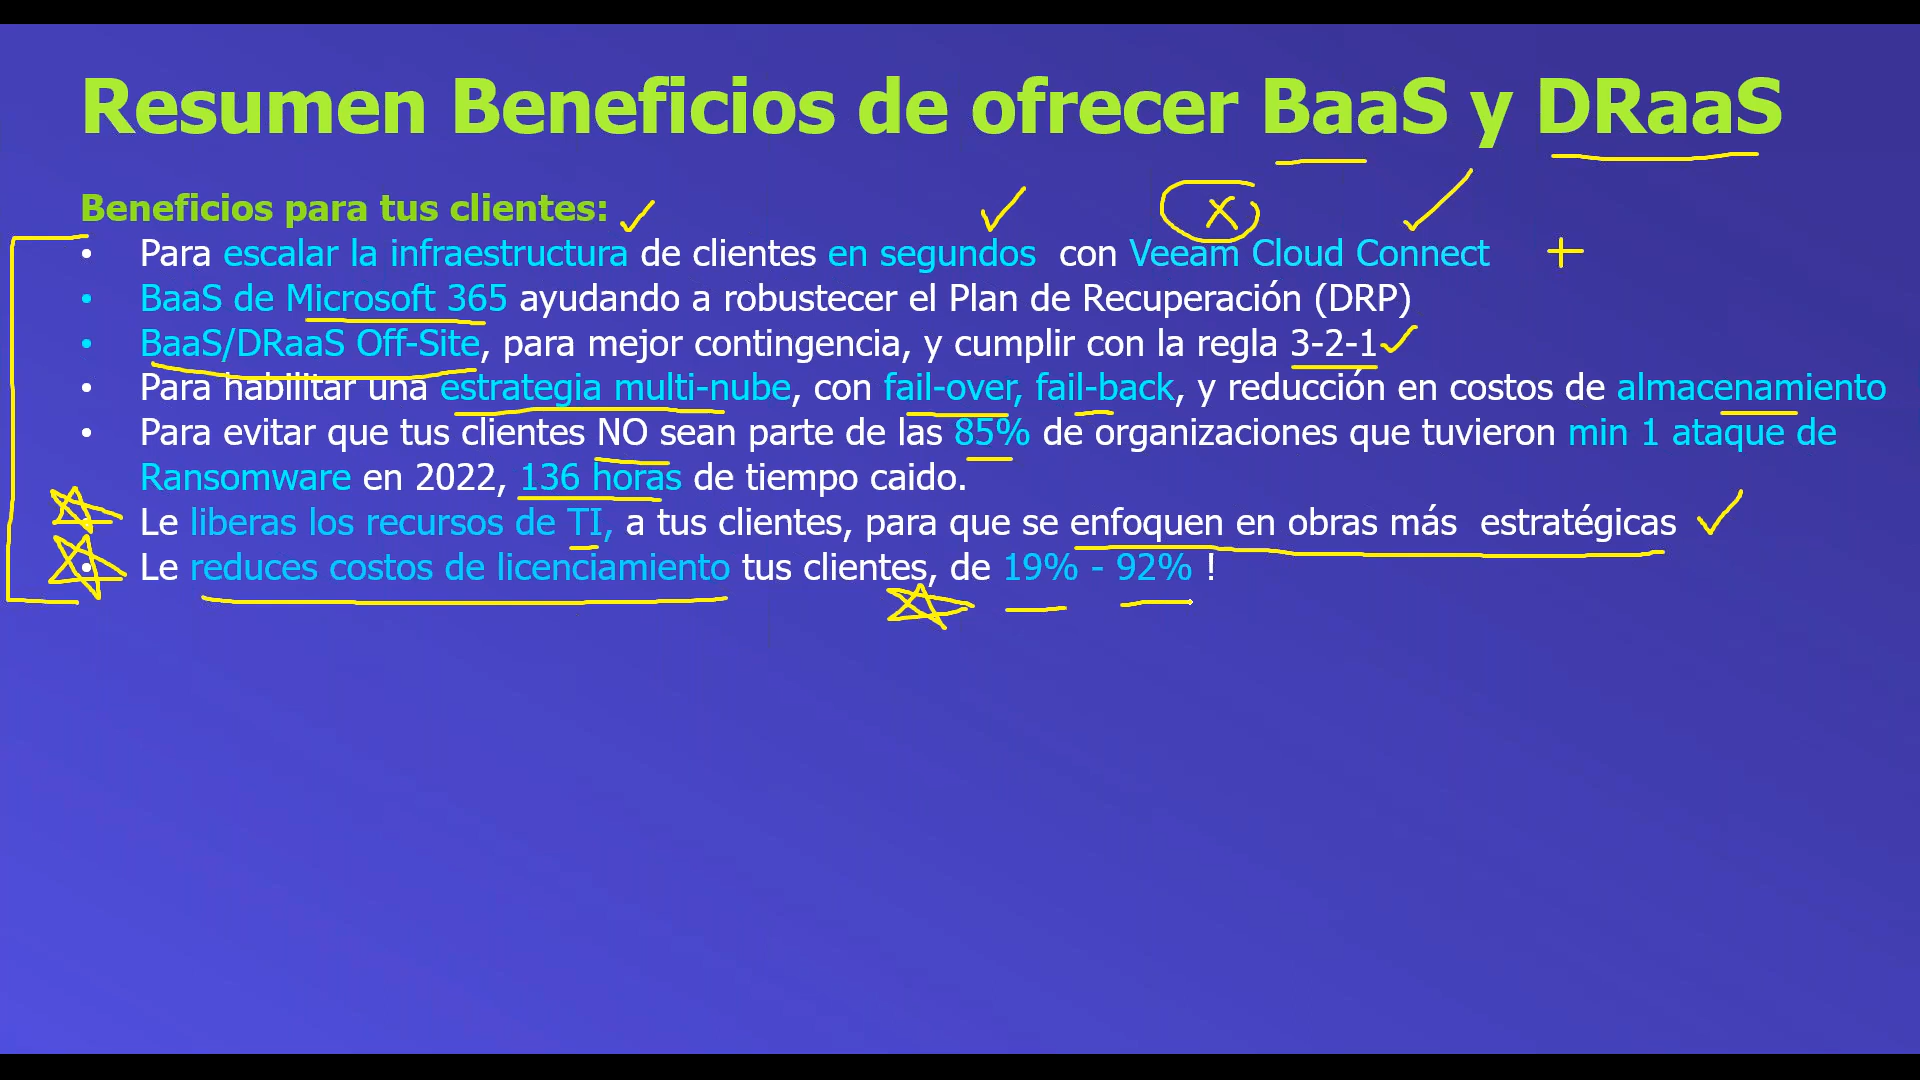 Resumen Beneficios de ofrecer BaaS y DRaaS
Beneficios para tus clientes:
• Para escalar la infraestructura de clientes en segundos con Veeam Cloud Connect +
• BaaS de Microsoft 365 ayudando a robustecer el Plan de Recuperación (DRP)
• BaaS/DRaaS Off-Site, para mejor contingencia, y cumplir con la regla 3-2-1
• Para habilitar una estrategia multi-nube, con fail-over, fail-back, y reducción en costos de almacenamiento
• Para evitar que tus clientes NO sean parte de las 85% de organizaciones que tuvieron min 1 ataque de
Ransomware en 2022, 136 horas de tiempo caido.
• Le liberas los recursos de TI, a tus clientes, para que se enfoquen en obras más estratégicas
• Le reduces costos de licenciamiento tus clientes, de 19% - 92% !